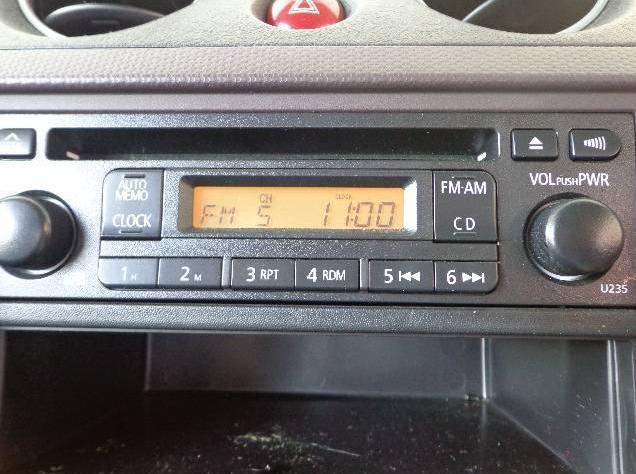 AUTO
MEMO
CLOCK
CH CLOCK
FM 5 11:00
FM·AM
CD
VOL PUSH PWR
1 H 2 M 3 RPT 4 RDM 5 6
U235